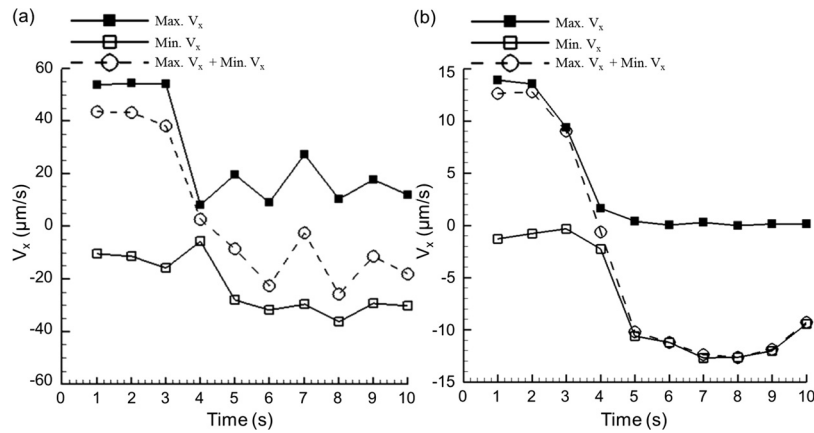 (a)
Max. Vx
Min. Vx
Max. Vx + Min. Vx
60
40
20
0
-20
-40
-60
Vx (μm/s)
0 1 2 3 4 5 6 7 8 9 10
Time (s)
(b)
Max. Vx
Min. Vx
Max. Vx + Min. Vx
15
10
5
0
-5
-10
-15
Vx (μm/s)
0 1 2 3 4 5 6 7 8 9 10
Time (s)